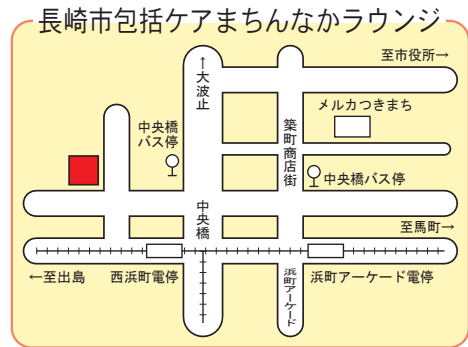 長崎市包括ケアまちんなかラウンジ
至市役所→
↑大波止
メルカつきまち
中央橋
バス停
築町商店街
中央橋バス停
中央橋
至馬町→
←至出島
西浜町電停
浜町アーケード
浜町アーケード電停